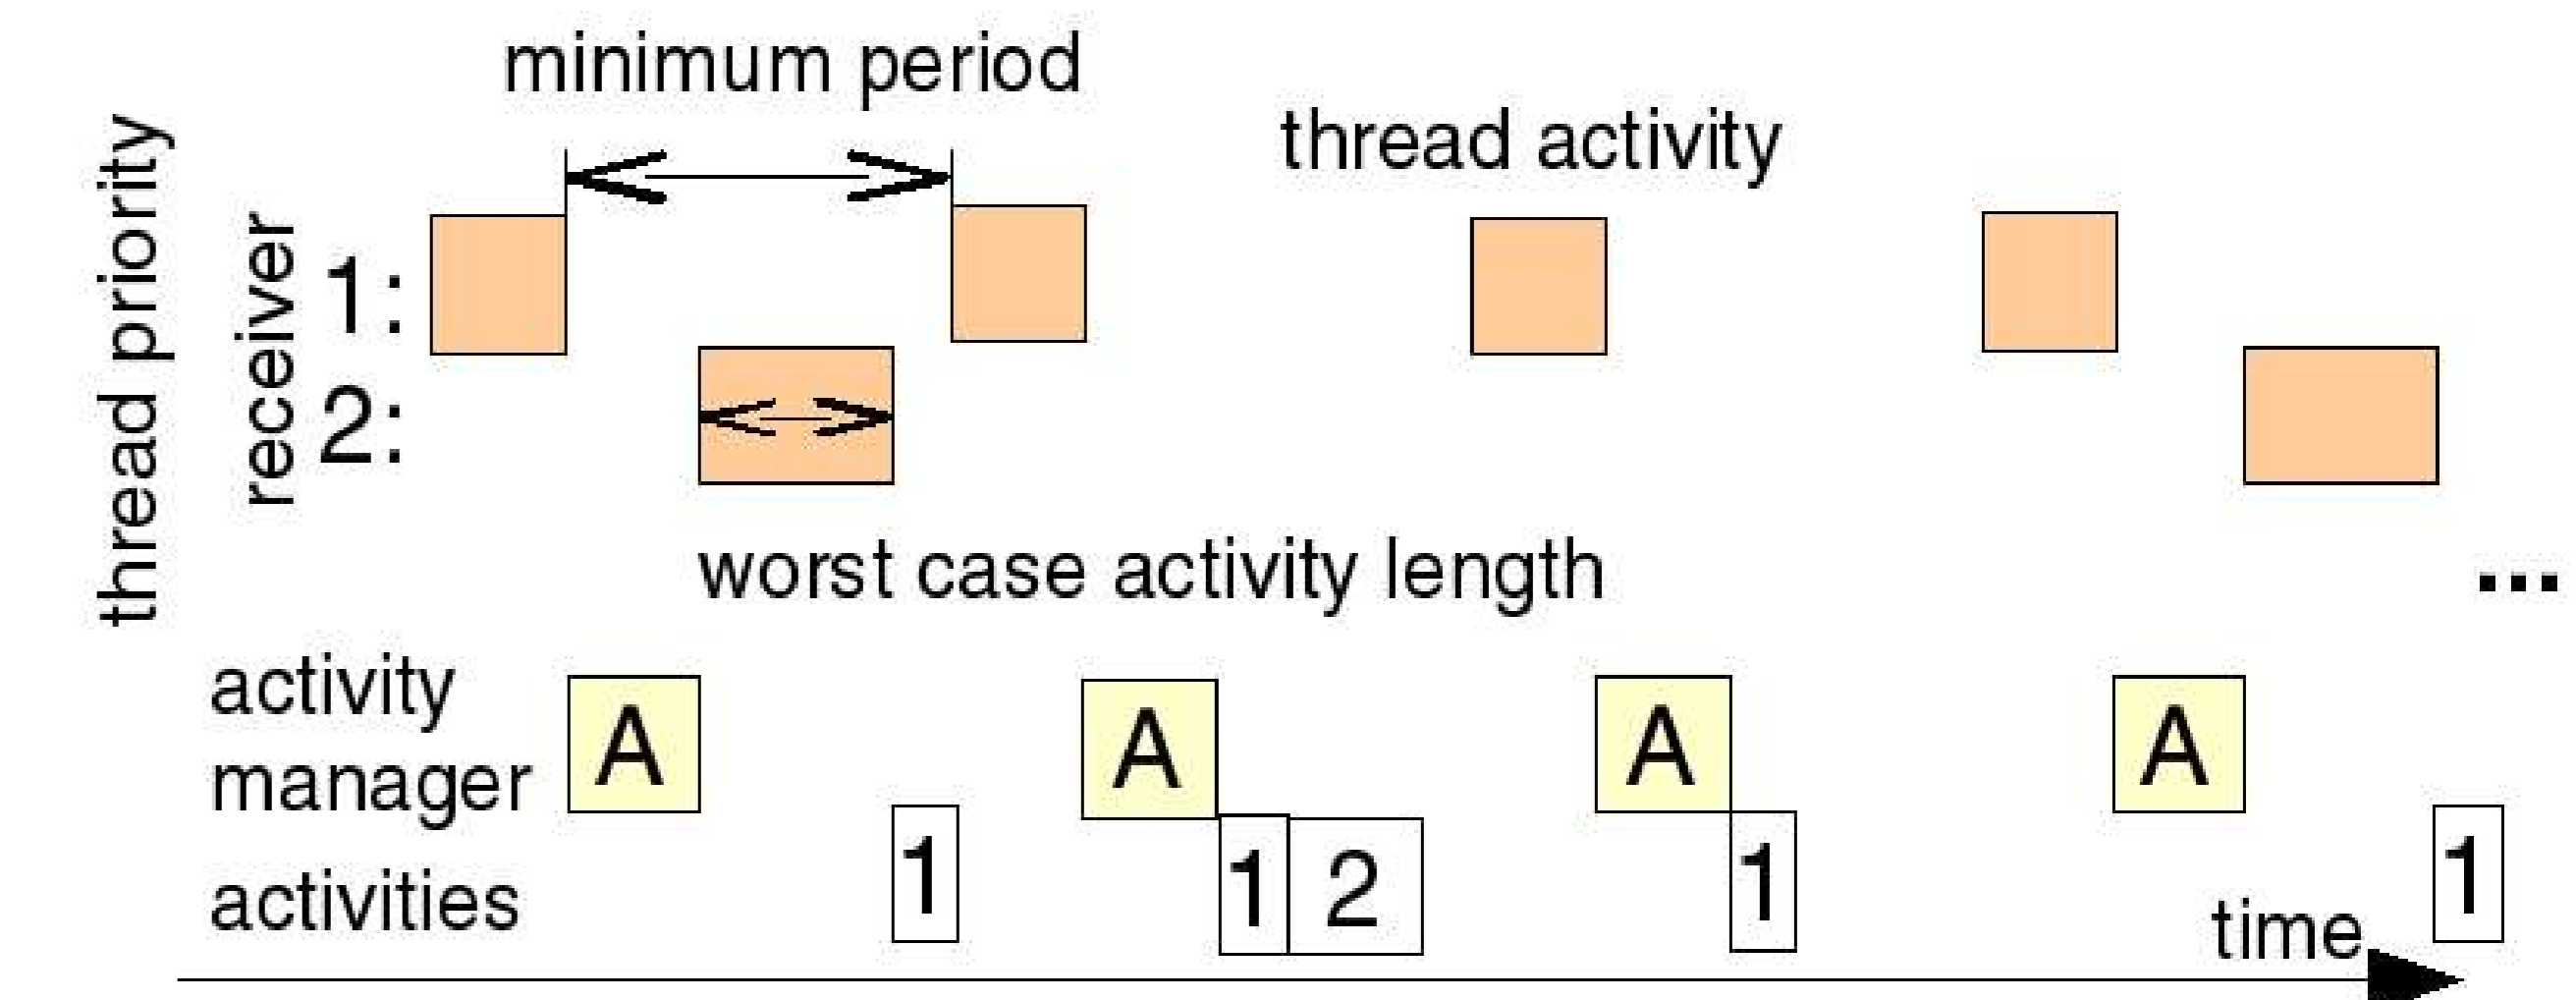 minimum period
thread activity
thread priority
receiver
1:
2:
worst case activity length
...
activity
manager
activities
A
A
A
A
1
1
2
1
1
time